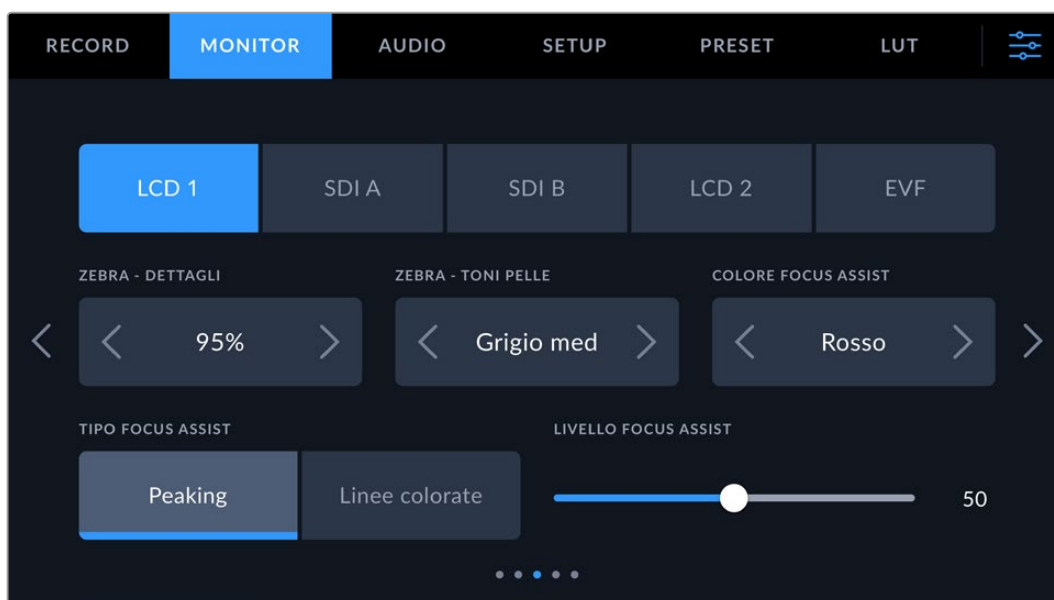 RECORD MONITOR AUDIO SETUP PRESET LUT
LCD 1 SDI A SDI B LCD 2 EVF
ZEBRA - DETTAGLI ZEBRA - TONI PELLE COLORE FOCUS ASSIST
95% Grigio med Rosso
TIPO FOCUS ASSIST LIVELLO FOCUS ASSIST
Peaking Linee colorate 50